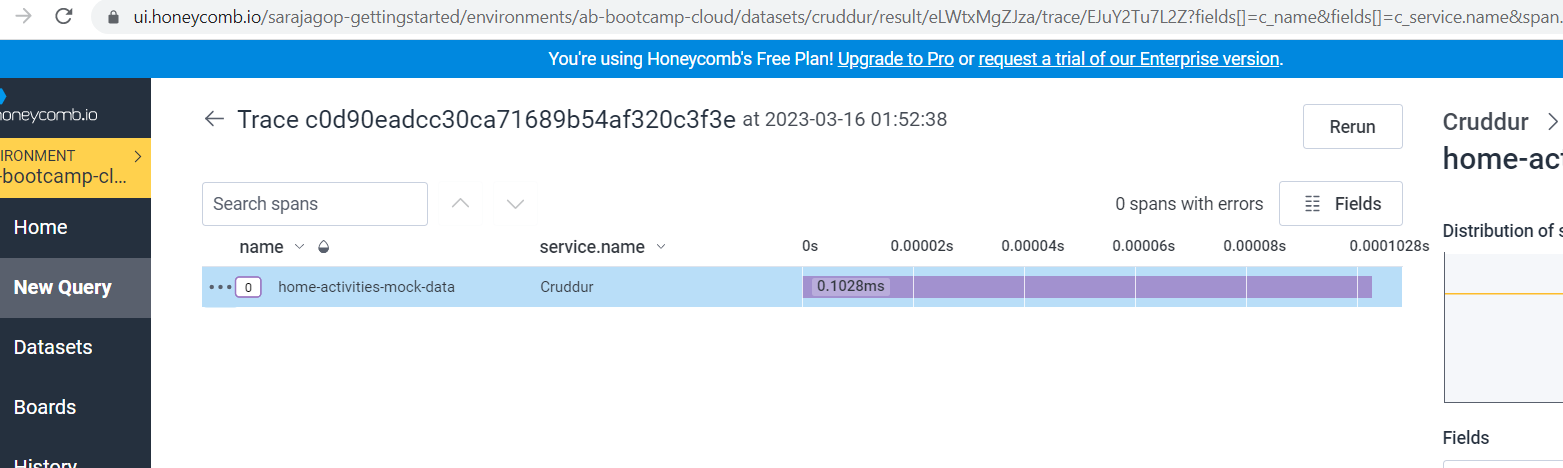 ui.honeycomb.io/sarajagop-gettingstarted/environments/ab-bootcamp-cloud/datasets/cruddur/result/eLWtxMgZJza/trace/EJuY2Tu7L2Z?fields[]=c_name&fields[]=c_service.name&span.
You're using Honeycomb's Free Plan! Upgrade to Pro or request a trial of our Enterprise version.
honeycomb.io
IRONMENT
-bootcamp-cl...
Home
New Query
Datasets
Boards
History
Trace c0d90eadcc30ca71689b54af320c3f3e at 2023-03-16 01:52:38
Rerun
Search spans
0 spans with errors
Fields
name service.name 0s 0.00002s 0.00004s 0.00006s 0.00008s 0.0001028s
0 home-activities-mock-data Cruddur 0.1028ms
Cruddur
home-act
Distribution of s
Fields